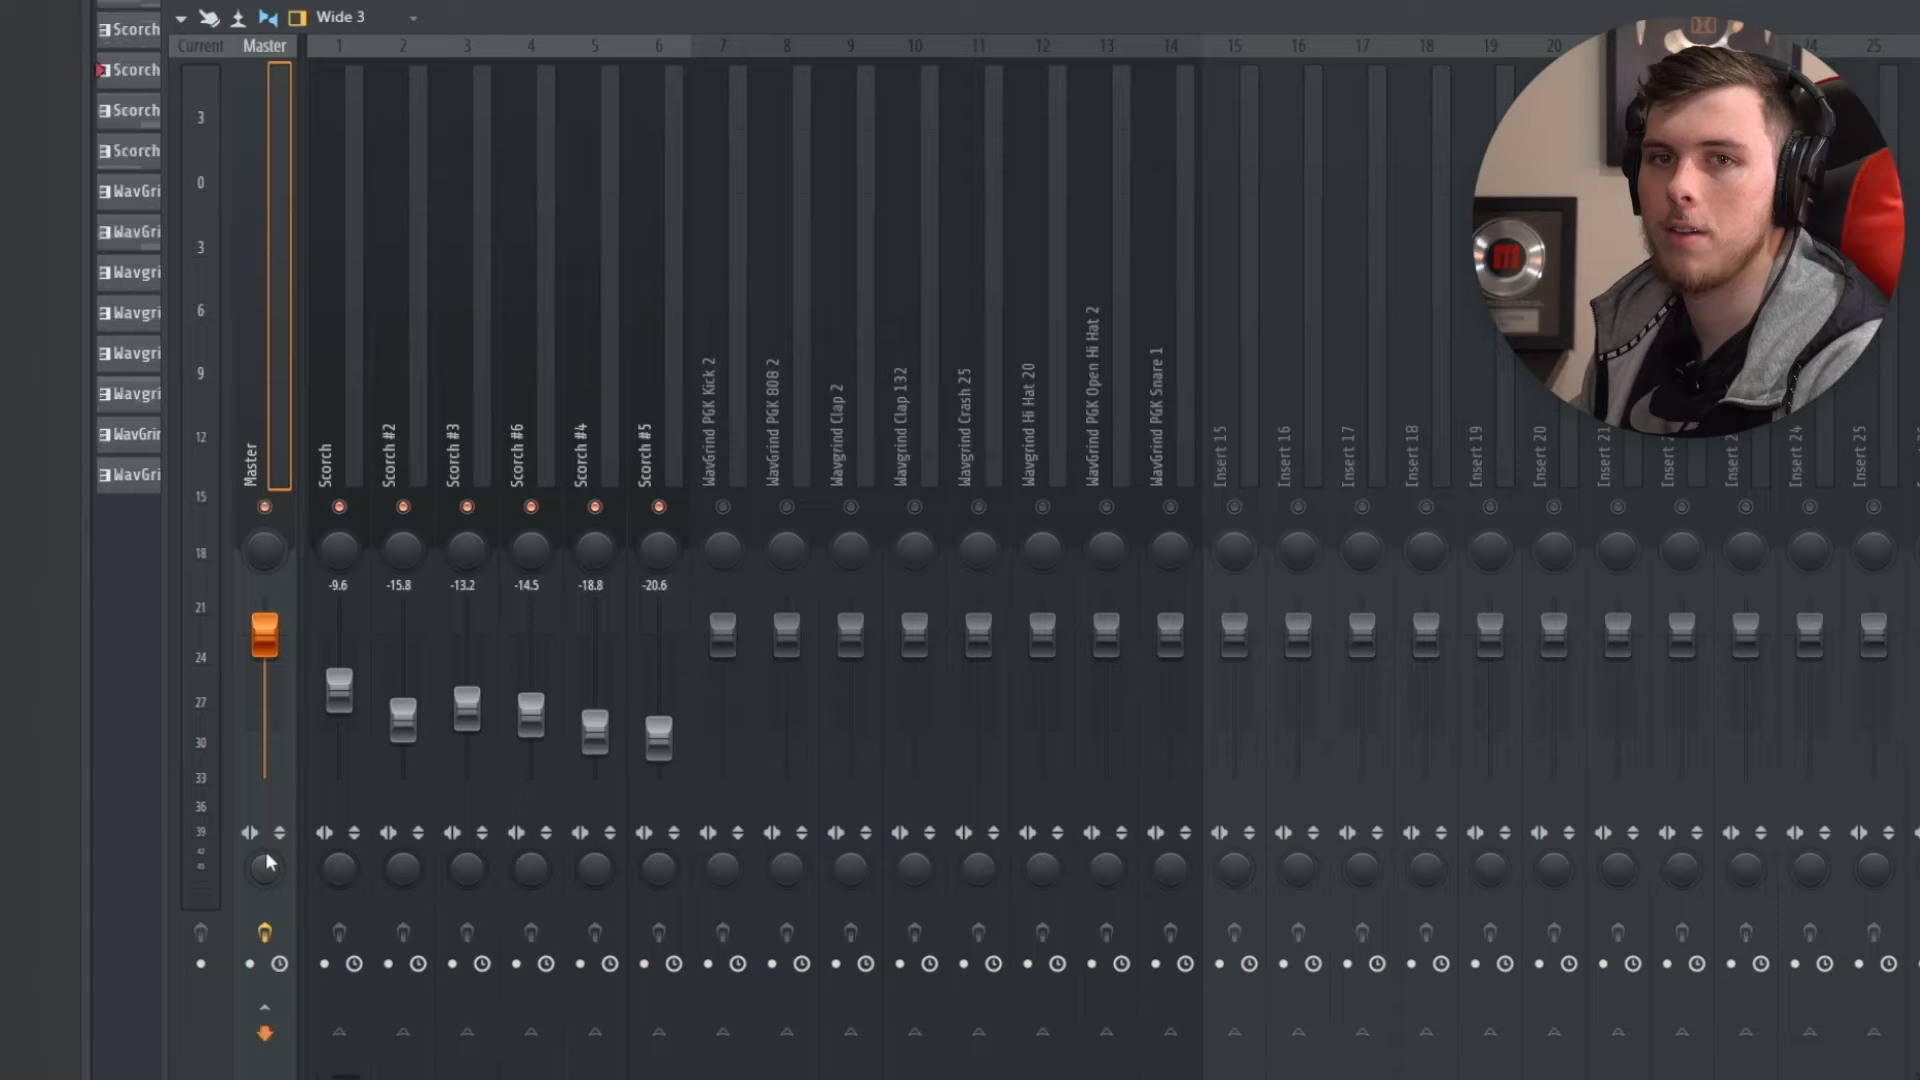 Wide 3
Current Master 1 2 3 4 5 6 7 8 9 10 11 12 13 14 15 16 17 18 19 20 24 25
Scorch
Scorch
Scorch
Scorch
WavGri
WavGri
Wavgri
Wavgri
Wavgri
Wavgri
WavGrin
WavGri
3
0
3
6
9
12
15
18
21
24
27
30
33
36
39
Master
Scorch
Scorch #2
Scorch #3
Scorch #6
Scorch #4
Scorch #5
WavGrind PGK Kick 2
WavGrind PGK 808 2
Wavgrind Clap 2
Wavgrind Clap 132
Wavgrind Crash 25
Wavgrind Hi Hat 20
WavGrind PGK Open Hi Hat 2
WavGrind PGK Snare 1
Insert 15
Insert 16
Insert 17
Insert 18
Insert 19
Insert 20
Insert 21
Insert 24
Insert 25
-9.6 -15.8 -13.2 -14.5 -18.8 -20.6
m